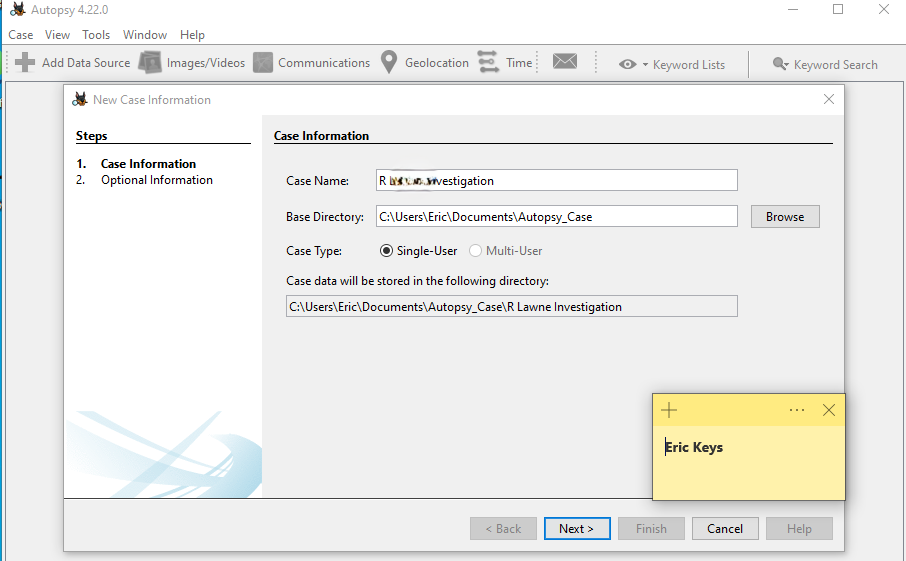 Autopsy 4.22.0
Case View Tools Window Help
Add Data Source Images/Videos Communications Geolocation Time Keyword Lists Keyword Search
New Case Information
Steps
1. Case Information
2. Optional Information
Case Information
Case Name: R vestigation
Base Directory: C:\Users\Eric\Documents\Autopsy_Case Browse
Case Type: Single-User Multi-User
Case data will be stored in the following directory:
C:\Users\Eric\Documents\Autopsy_Case\R Lawne Investigation
Eric Keys
< Back Next > Finish Cancel Help